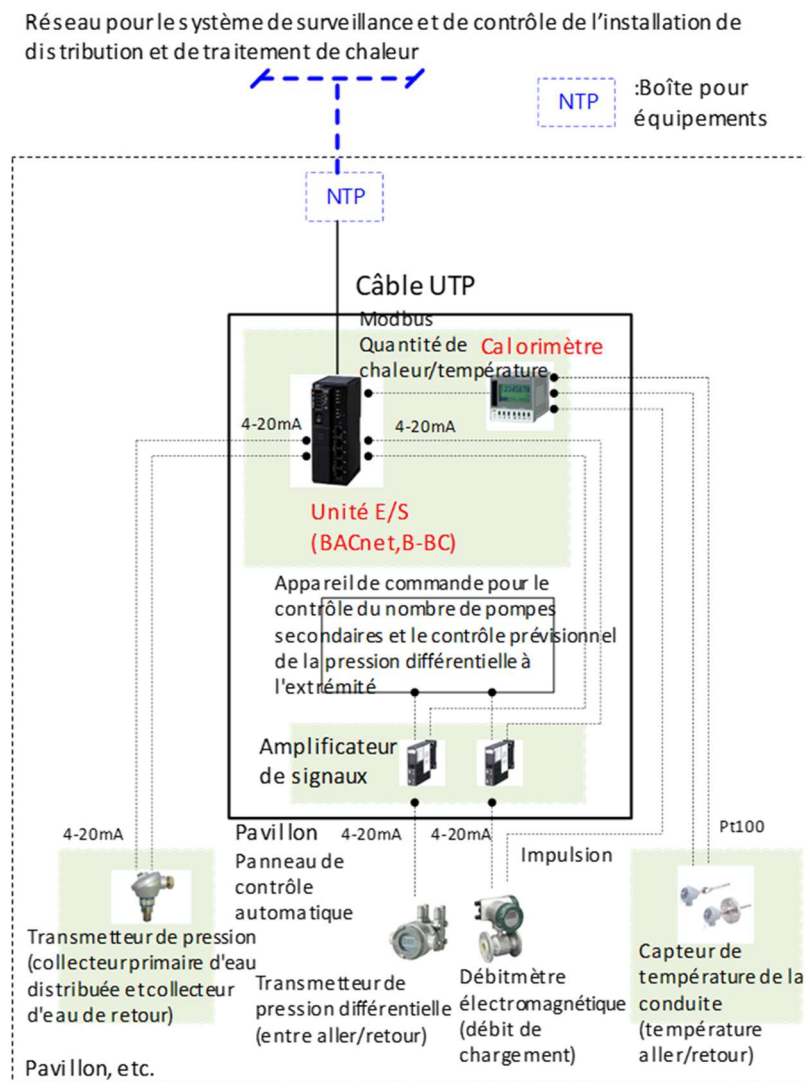 Réseau pour le système de surveillance et de contrôle de l'installation de
distribution et de traitement de chaleur
NTP
:Boîte pour
équipements
NTP
Câble UTP
Modbus
Quantité de
chaleur/température
Calorimètre
4-20mA
4-20mA
Unité E/S
(BACnet,B-BC)
Appareil de commande pour le
contrôle du nombre de pompes
secondaires et le contrôle prévisionnel
de la pression différentielle à
l'extrémité
Amplificateur
de signaux
4-20mA
Pavillon
Panneau de
contrôle
automatique
4-20mA
4-20mA
Impulsion
Pt100
Transmetteur de pression
(collecteur primaire d'eau
distribuée et collecteur
d'eau de retour)
Transmetteur de
pression différentielle
(entre aller/retour)
Débitmètre
électromagnétique
(débit de
chargement)
Capteur de
température de la
conduite
(température
aller/retour)
Pavillon, etc.